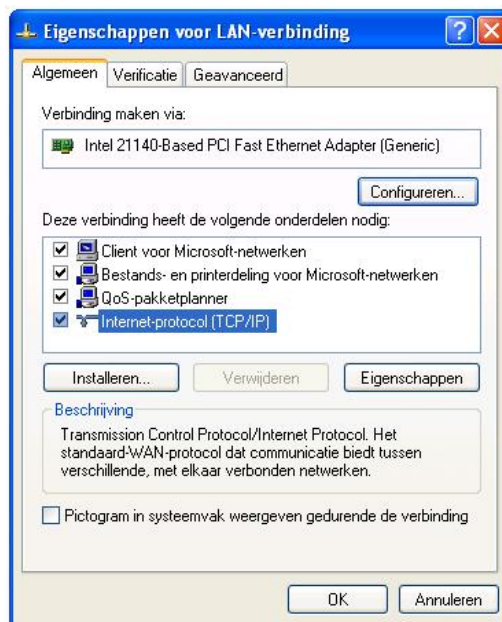 Eigenschappen voor LAN-verbinding
Algemeen Verificatie Geavanceerd
Verbinding maken via:
Intel 21140-Based PCI Fast Ethernet Adapter (Generic)
Configureren...
Deze verbinding heeft de volgende onderdelen nodig:
Client voor Microsoft-netwerken
Bestands- en printerdeling voor Microsoft-netwerken
QoS-pakketplanner
Internet-protocol (TCP/IP)
Installeren... Verwijderen Eigenschappen
Beschrijving
Transmission Control Protocol/Internet Protocol. Het
standaard-WAN-protocol dat communicatie biedt tussen
verschillende, met elkaar verbonden netwerken.
Pictogram in systeemvak weergeven gedurende de verbinding
OK Annuleren